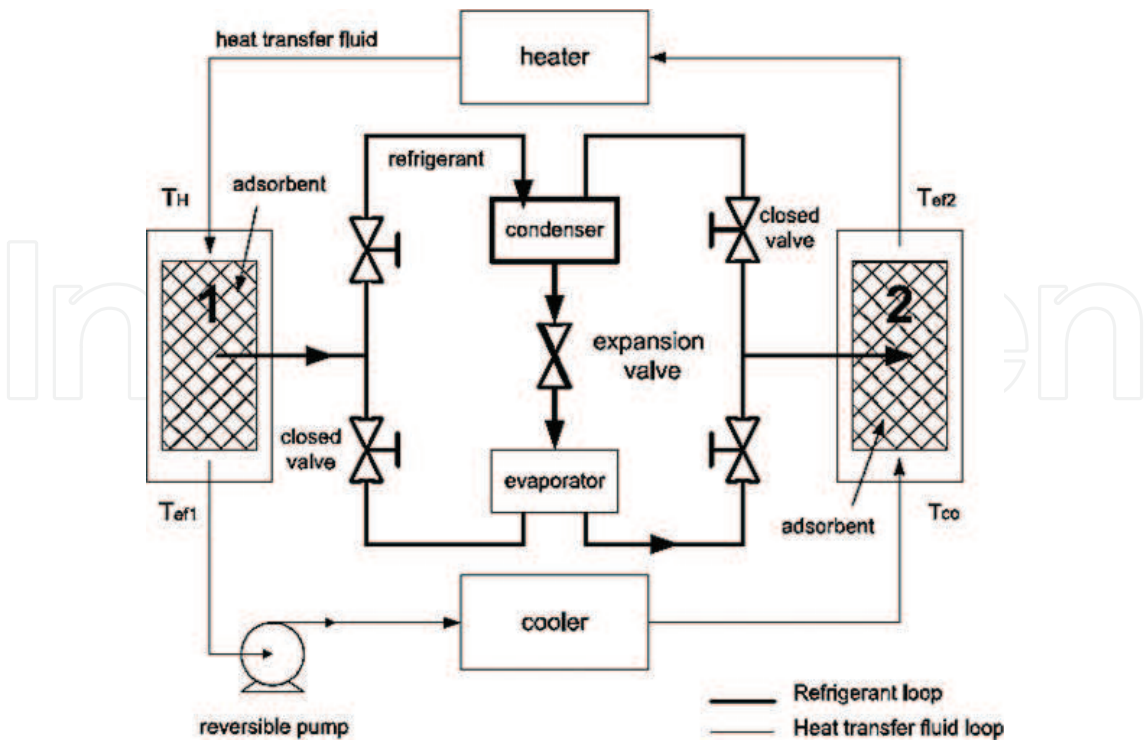 heat transfer fluid
heater
refrigerant
adsorbent
TH
condenser
closed
valve
Tef2
1
2
expansion
valve
closed
valve
evaporator
Tef1
adsorbent
Tco
cooler
reversible pump
Refrigerant loop
Heat transfer fluid loop